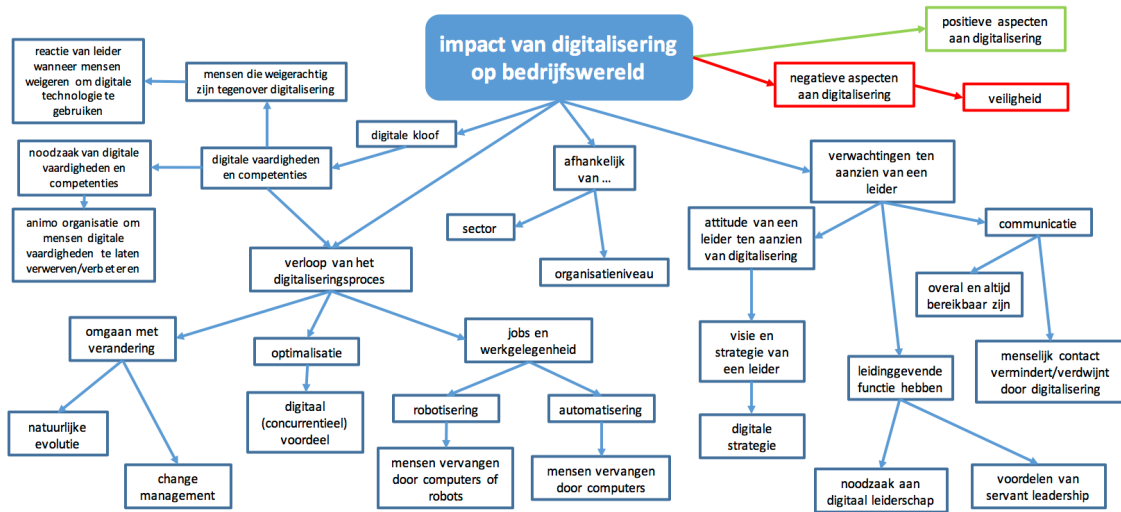 impact van digitalisering
op bedrijfswereld
positieve aspecten
aan digitalisering
negatieve aspecten
aan digitalisering
veiligheid
reactie van leider
wanneer mensen
weigeren om digitale
technologie te
gebruiken
mensen die weigerachtig
zijn tegenover digitalisering
digitale kloof
noodzaak van digitale
vaardigheden en
competenties
digitale vaardigheden
en competenties
animo organisatie om
mensen digitale
vaardigheden te laten
verwerven/verbeteren
afhankelijk
van ...
sector
organisatieniveau
verwachtingen ten
aanzien van een
leider
attitude van een
leider ten aanzien
van digitalisering
communicatie
overal en altijd
bereikbaar zijn
menselijk contact
vermindert/verdwijnt
door digitalisering
visie en
strategie van
een leider
digitale
strategie
leidinggevende
functie hebben
noodzaak aan
digitaal leiderschap
voordelen van
servant leadership
verloop van het
digitaliseringsproces
omgaan met
verandering
natuurlijke
evolutie
change
management
optimalisatie
digitaal
(concurrentieel)
voordeel
jobs en
werkgelegenheid
robotisering
automatisering
mensen vervangen
door computers of
robots
mensen vervangen
door computers